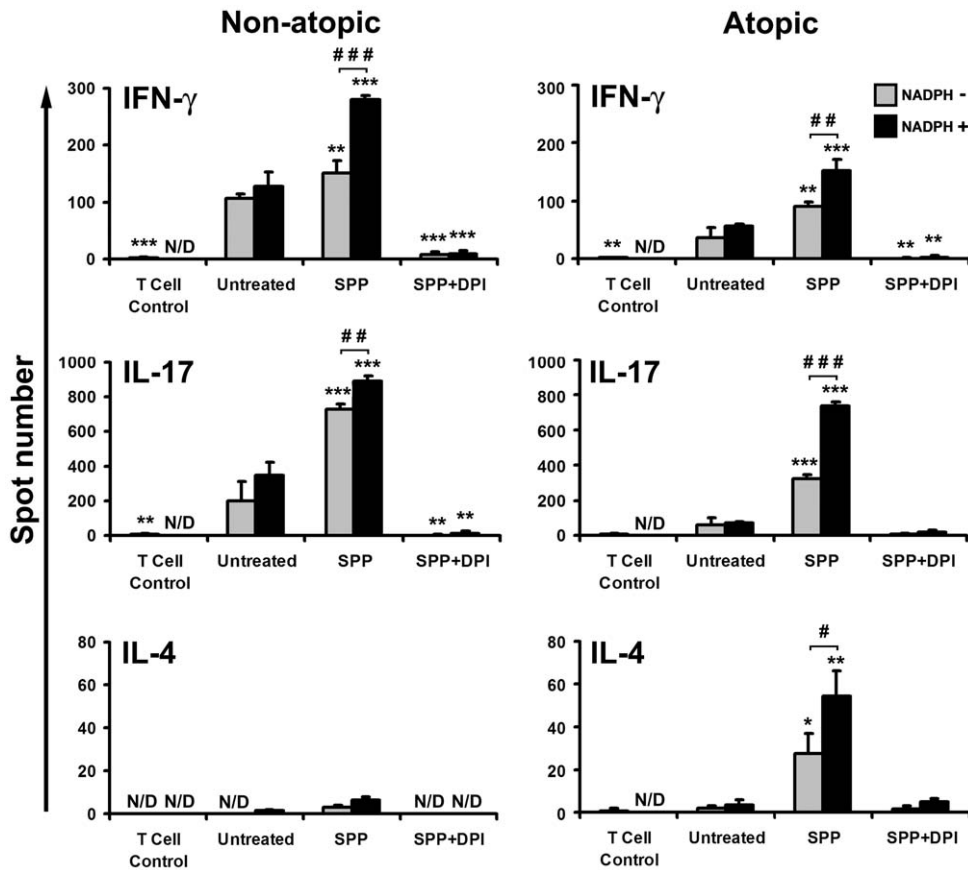 Non-atopic
Atopic
Spot number
IFN-γ
# # #
***
**
300
200
100
0
***
N/D
***
***
T Cell Control
Untreated
SPP
SPP+DPI
IFN-γ
# #
***
**
300
200
100
0
**
N/D
**
**
T Cell Control
Untreated
SPP
SPP+DPI
NADPH -
NADPH +
IL-17
# #
***
***
1000
800
600
400
200
0
**
N/D
**
**
T Cell Control
Untreated
SPP
SPP+DPI
IL-17
# # #
***
***
1000
800
600
400
200
0
N/D
T Cell Control
Untreated
SPP
SPP+DPI
IL-4
80
60
40
20
0
N/D N/D
N/D
N/D N/D
T Cell Control
Untreated
SPP
SPP+DPI
IL-4
#
**
*
80
60
40
20
0
N/D
T Cell Control
Untreated
SPP
SPP+DPI